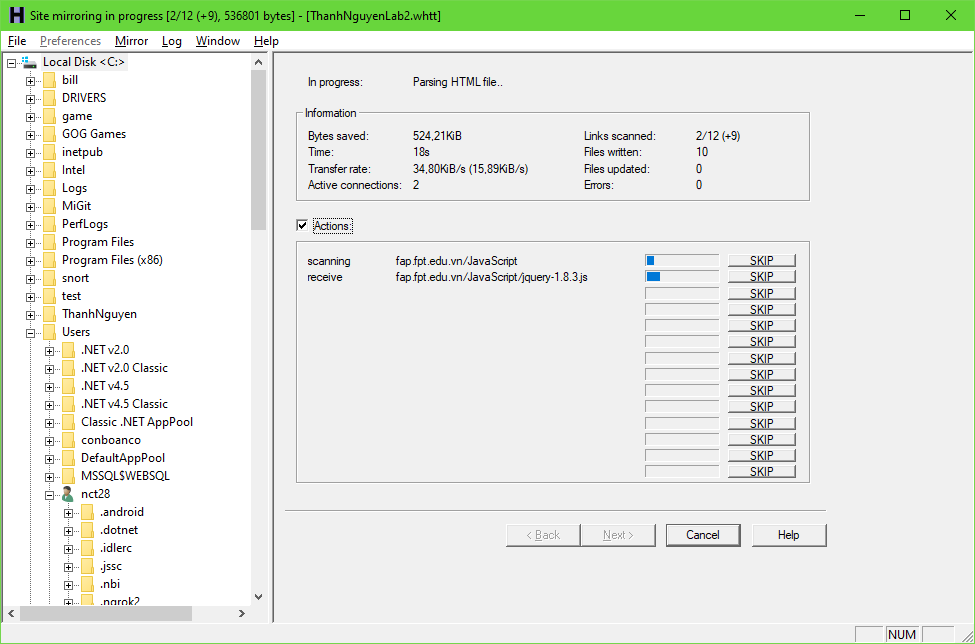 Site mirroring in progress [2/12 (+9), 536801 bytes] - [ThanhNguyenLab2.whtt]
File Preferences Mirror Log Window Help
Local Disk <C:>
bill
DRIVERS
game
GOG Games
inetpub
Intel
Logs
MiGit
PerfLogs
Program Files
Program Files (x86)
snort
test
ThanhNguyen
Users
.NET v2.0
.NET v2.0 Classic
.NET v4.5
.NET v4.5 Classic
Classic .NET AppPool
conboanco
DefaultAppPool
MSSQL$WEBSQL
nct28
.android
.dotnet
.idlerc
.jssc
.nbi
.ngrok2
In progress: Parsing HTML file..
Information
Bytes saved: 524,21KiB Links scanned: 2/12 (+9)
Time: 18s Files written: 10
Transfer rate: 34,80KiB/s (15,89KiB/s) Files updated: 0
Active connections: 2 Errors: 0
Actions:
scanning fap.fpt.edu.vn/JavaScript SKIP
receive fap.fpt.edu.vn/JavaScript/jquery-1.8.3.js SKIP
SKIP
SKIP
SKIP
SKIP
SKIP
SKIP
SKIP
SKIP
SKIP
SKIP
SKIP
SKIP
< Back Next > Cancel Help
NUM